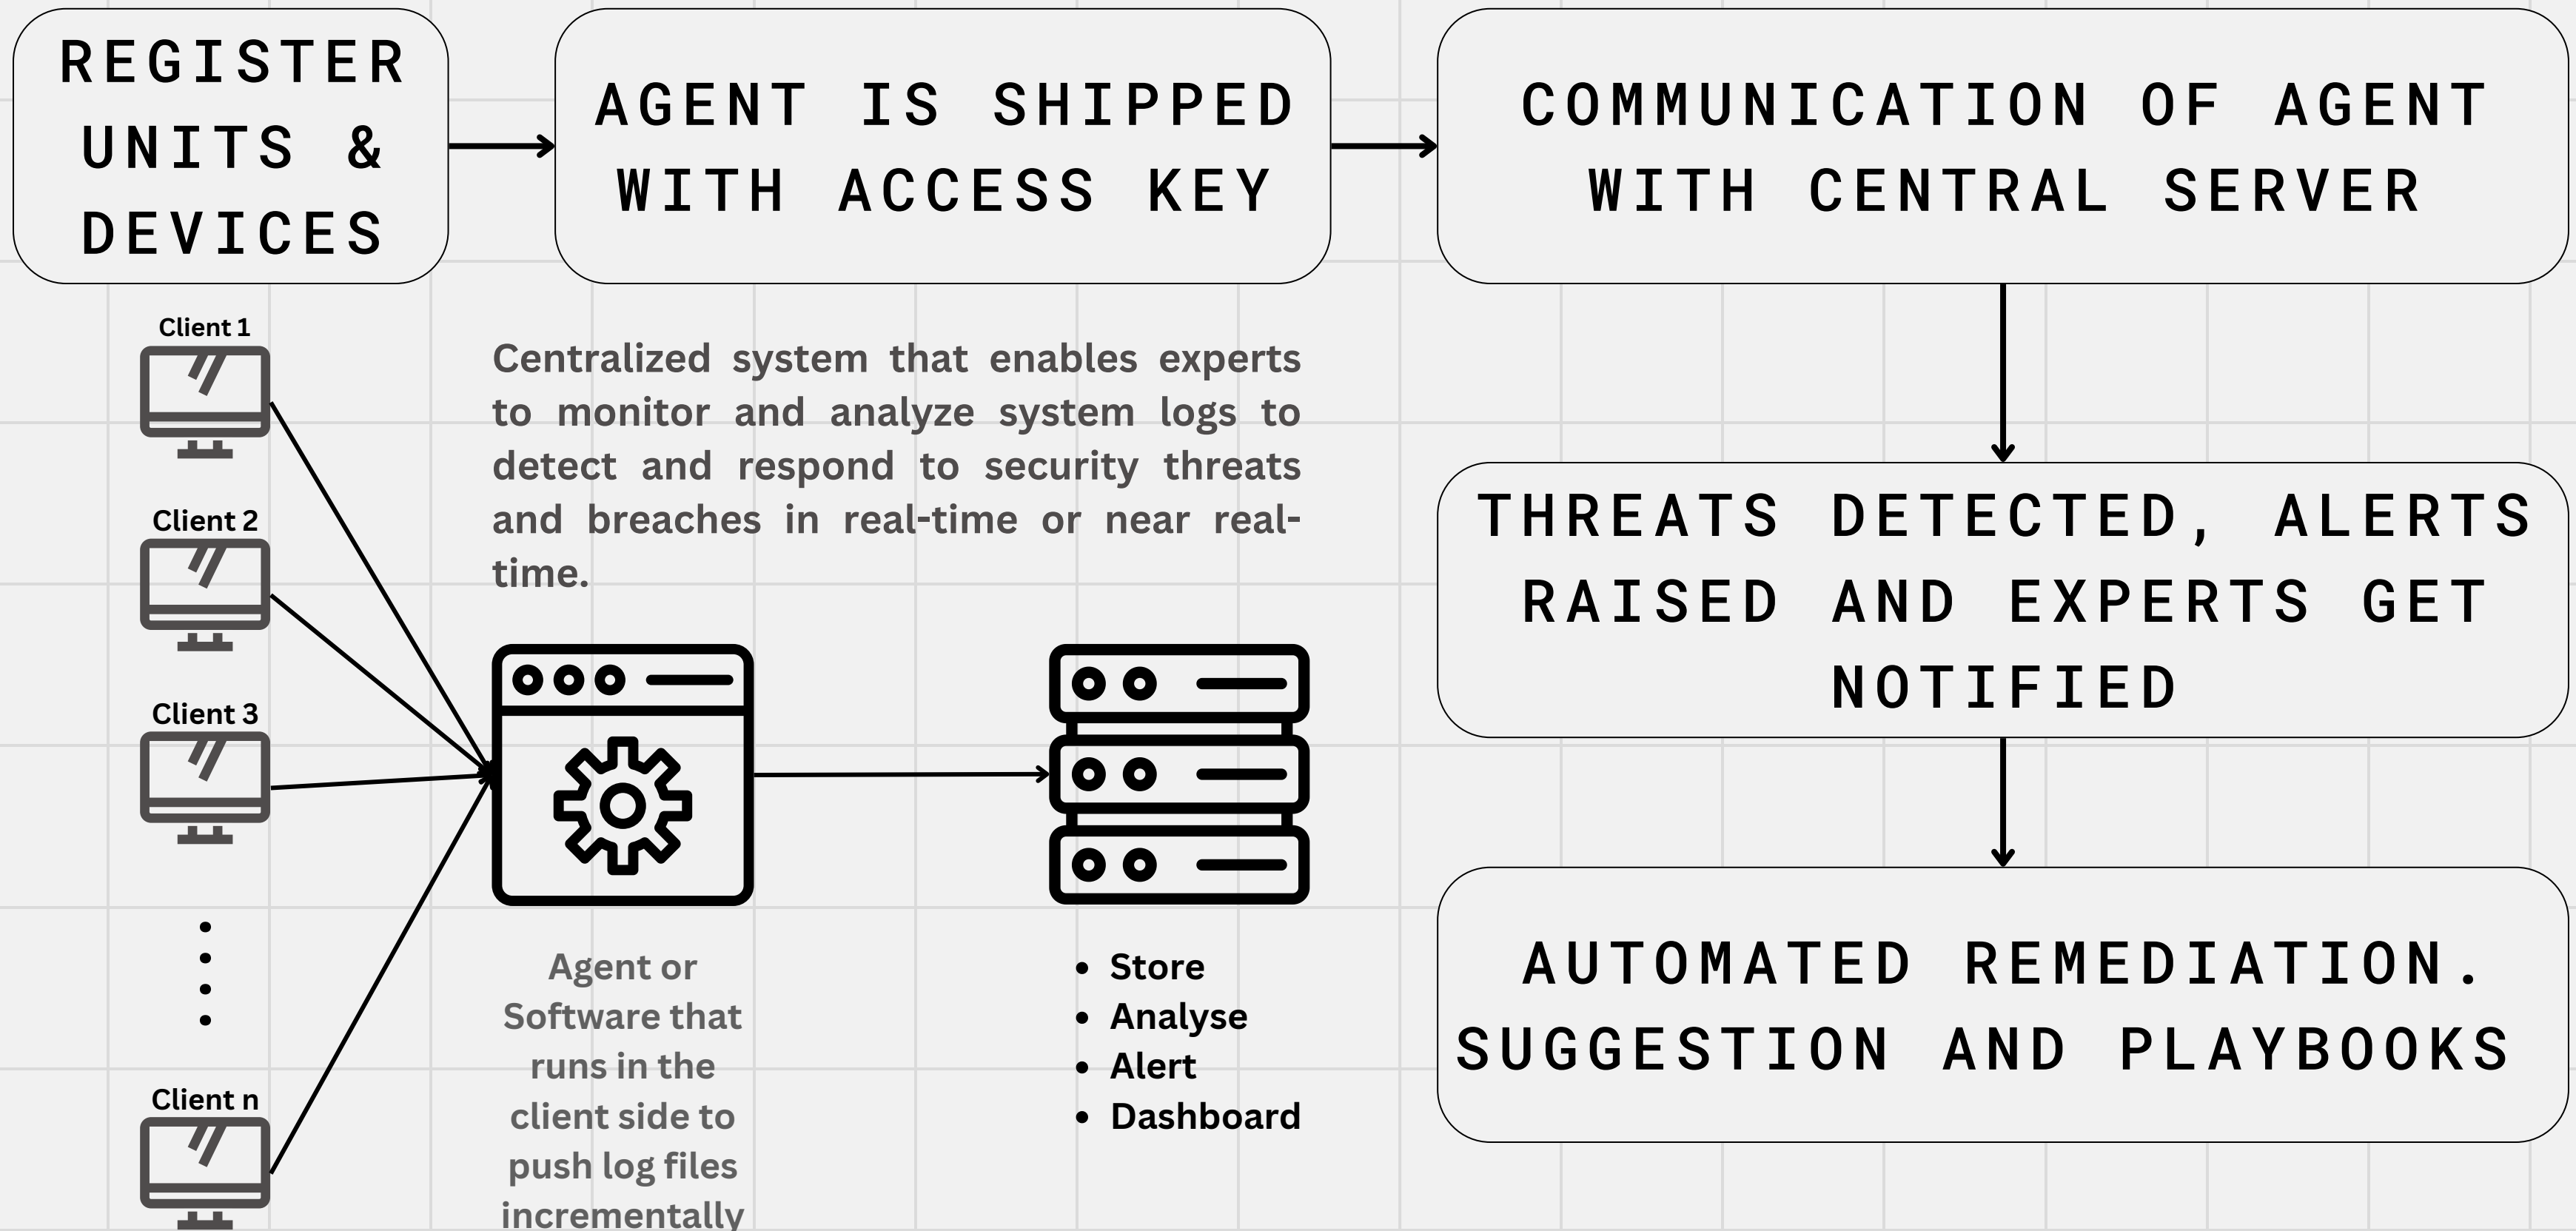 REGISTER
UNITS &
DEVICES
AGENT IS SHIPPED
WITH ACCESS KEY
COMMUNICATION OF AGENT
WITH CENTRAL SERVER
Client 1
Client 2
Client 3
Client n
Centralized system that enables experts
to monitor and analyze system logs to
detect and respond to security threats
and breaches in real-time or near real-
time.
Agent or
Software that
runs in the
client side to
push log files
incrementally
• Store
• Analyse
• Alert
• Dashboard
THREATS DETECTED, ALERTS
RAISED AND EXPERTS GET
NOTIFIED
AUTOMATED REMEDIATION.
SUGGESTION AND PLAYBOOKS